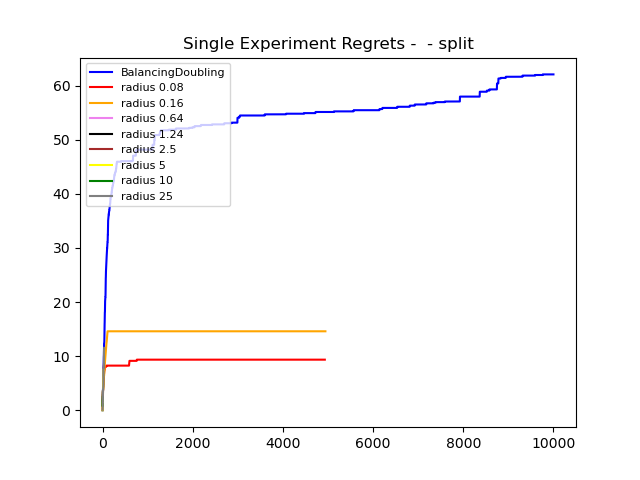 Single Experiment Regrets -  - split
BalancingDoubling
radius 0.08
radius 0.16
radius 0.64
radius 1.24
radius 2.5
radius 5
radius 10
radius 25
60
50
40
30
20
10
0
0 2000 4000 6000 8000 10000